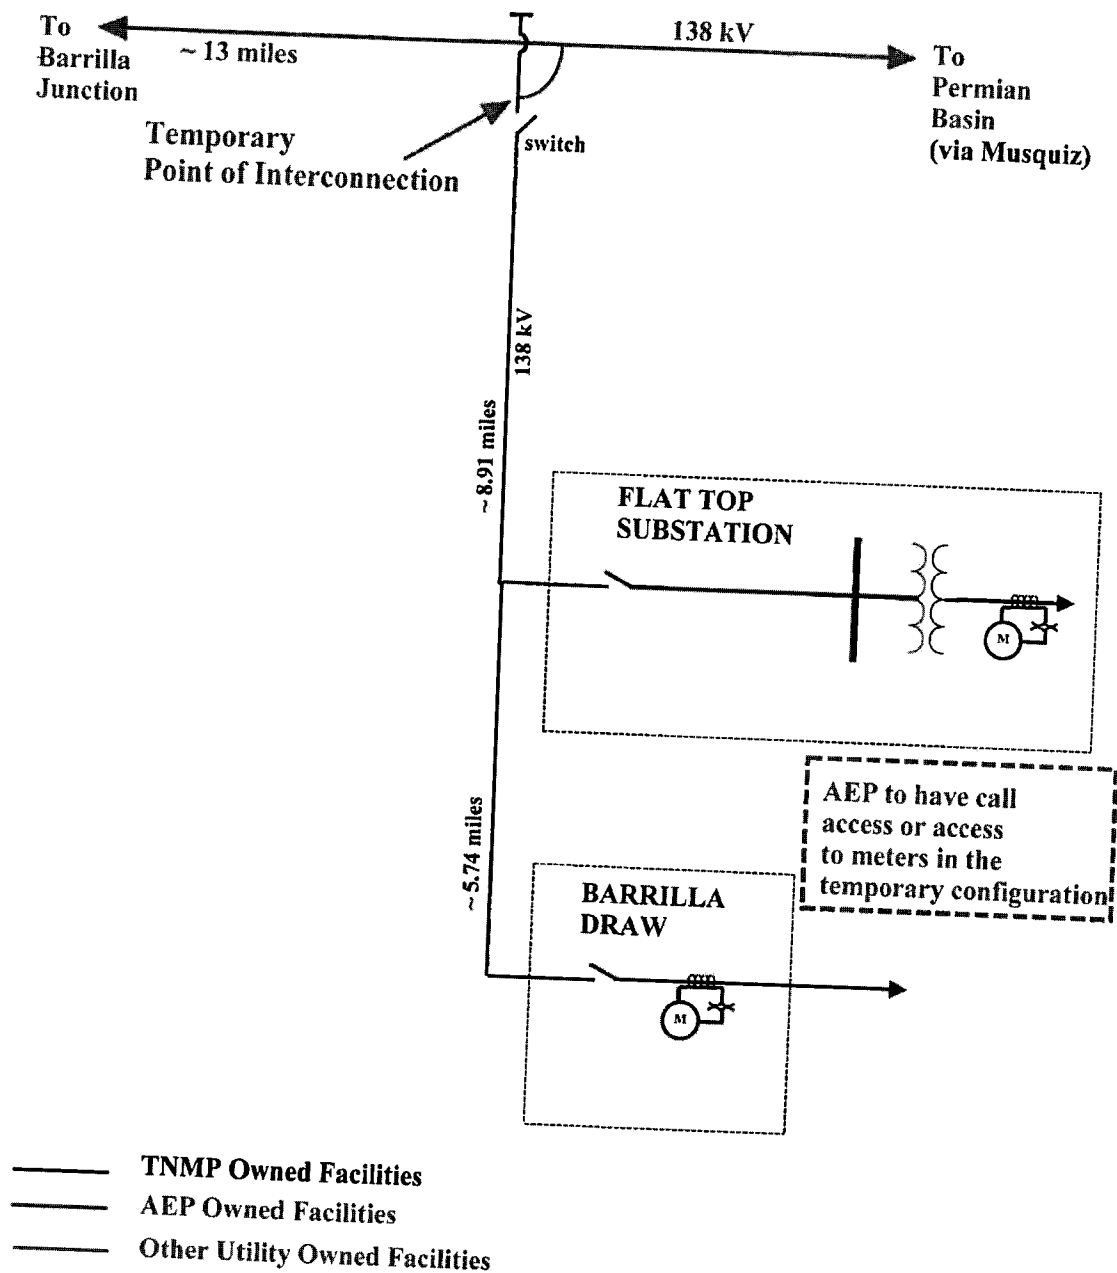 To
Barrilla
Junction
~ 13 miles
138 kV
To
Permian
Basin
(via Musquiz)
Temporary
Point of Interconnection
switch
138 kV
~ 8.91 miles
FLAT TOP
SUBSTATION
M
AEP to have call
access or access
to meters in the
temporary configuration
~ 5.74 miles
BARRILLA
DRAW
M
TNMP Owned Facilities
AEP Owned Facilities
Other Utility Owned Facilities